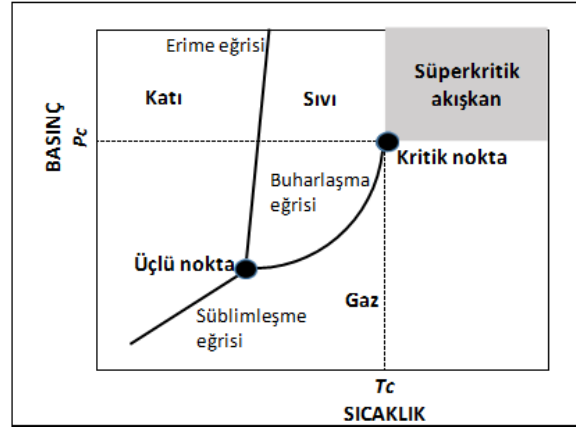 Erime eğrisi
Katı
Sıvı
Süperkritik
akışkan
BASINÇ
Pc
Kritik nokta
Buharlaşma
eğrisi
Üçlü nokta
Süblimleşme
eğrisi
Gaz
Tc
SICAKLIK